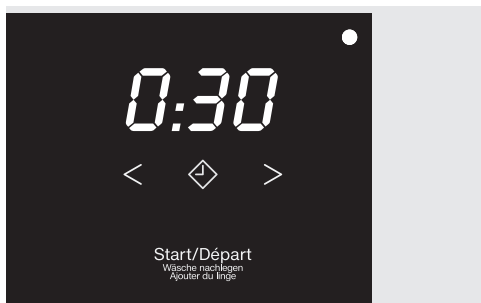 0:30
< >
Start/Départ
Wäsche nachlegen
Ajouter du linge